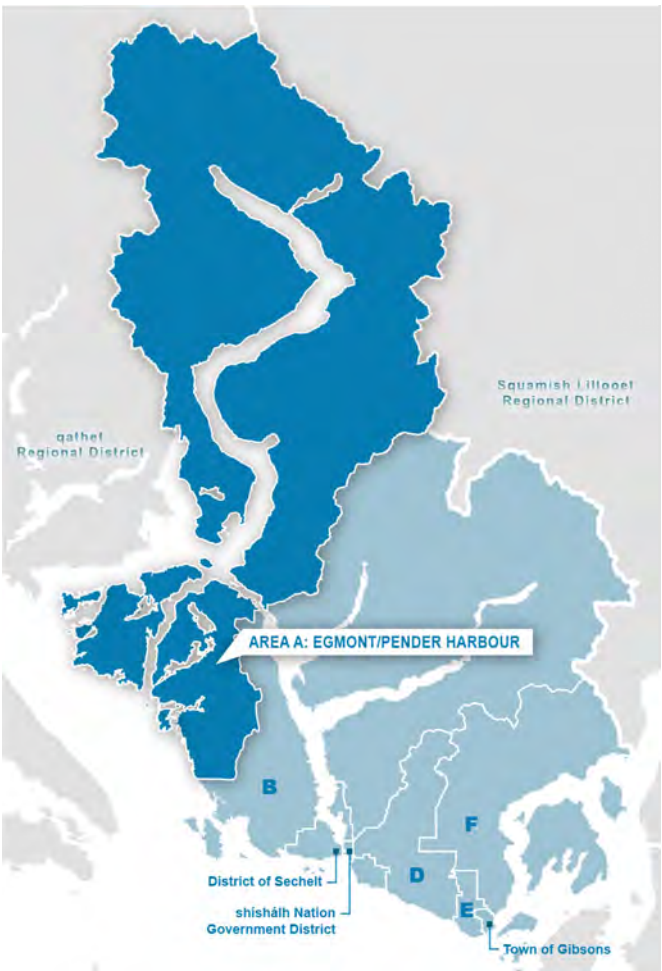 Squamish Lillooet
Regional District
qathet
Regional District
AREA A: EGMONT/PENDER HARBOUR
B
F
D
E
District of Sechelt
shíshálh Nation
Government District
Town of Gibsons